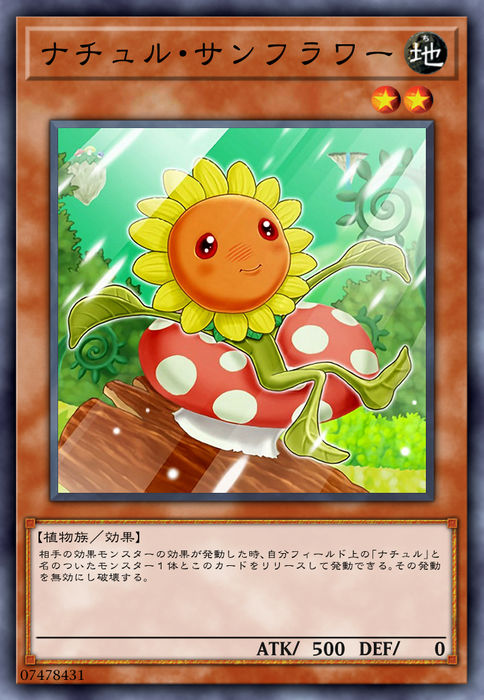 ナチュル・サンフラワー
ち
地
【植物族／効果】
相手の効果モンスターの効果が発動した時、自分フィールド上の「ナチュル」と
名のついたモンスター１体とこのカードをリリースして発動できる。その発動
を無効にし破壊する。
ATK/ 500 DEF/ 0
07478431